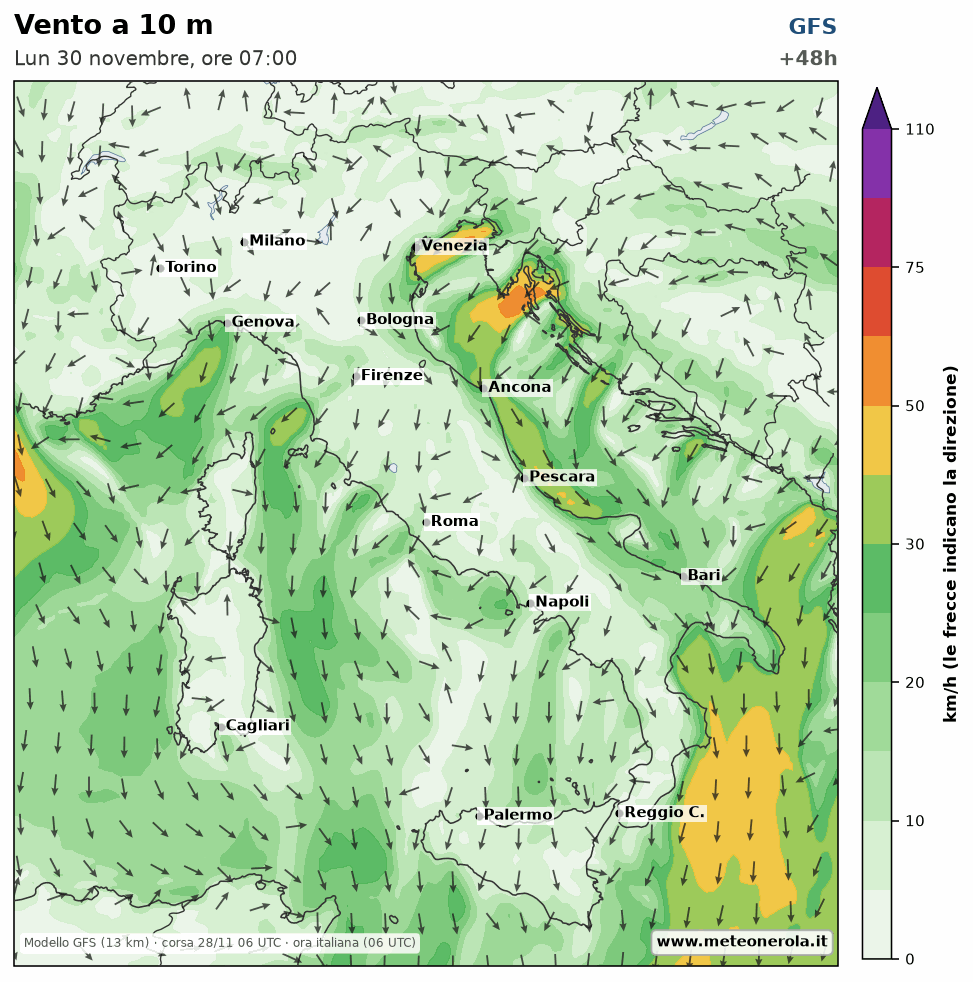 Vento a 10 m
GFS
Lun 30 novembre, ore 07:00
+48h
110
75
50
30
20
10
0
km/h (le frecce indicano la direzione)
Venezia
Milano
Torino
Genova
Bologna
Firenze
Ancona
Pescara
Roma
Bari
Napoli
Cagliari
Palermo
Reggio C.
Modello GFS (13 km) · corsa 28/11 06 UTC · ora italiana (06 UTC)
www.meteonerola.it